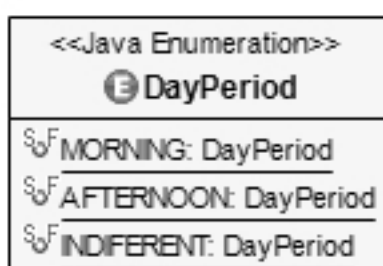 <<Java Enumeration>>
E DayPeriod
S F MORNING: DayPeriod
S F AFTERNOON: DayPeriod
S F INDIFERENT: DayPeriod